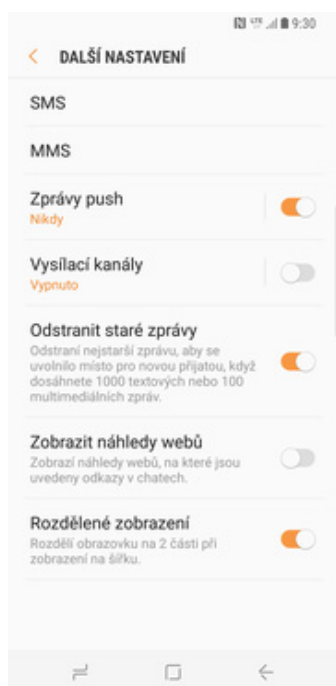 LTE 9:30
DALŠÍ NASTAVENÍ
SMS
MMS
Zprávy push
Nikdy
Vysílací kanály
Vypnuto
Odstranit staré zprávy
Odstraní nejstarší zprávu, aby se
uvolnilo místo pro novou přijatou, když
dosáhnete 1000 textových nebo 100
multimediálních zpráv.
Zobrazit náhledy webů
Zobrazí náhledy webů, na které jsou
uvedeny odkazy v chatech.
Rozdělené zobrazení
Rozdělí obrazovku na 2 části při
zobrazení na šířku.